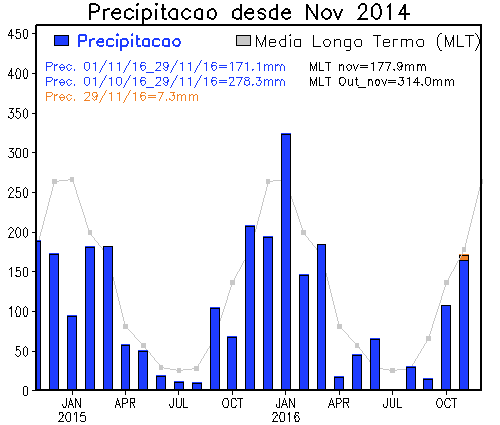 Precipitacao desde Nov 2014
Precipitacao Media Longo Termo (MLT)
Prec. 01/11/16_29/11/16=171.1mm MLT nov=177.9mm
Prec. 01/10/16_29/11/16=278.3mm MLT Out_nov=314.0mm
Prec. 29/11/16=7.3mm
450
400
350
300
250
200
150
100
50
0
JAN APR JUL OCT JAN APR JUL OCT
2015 2016